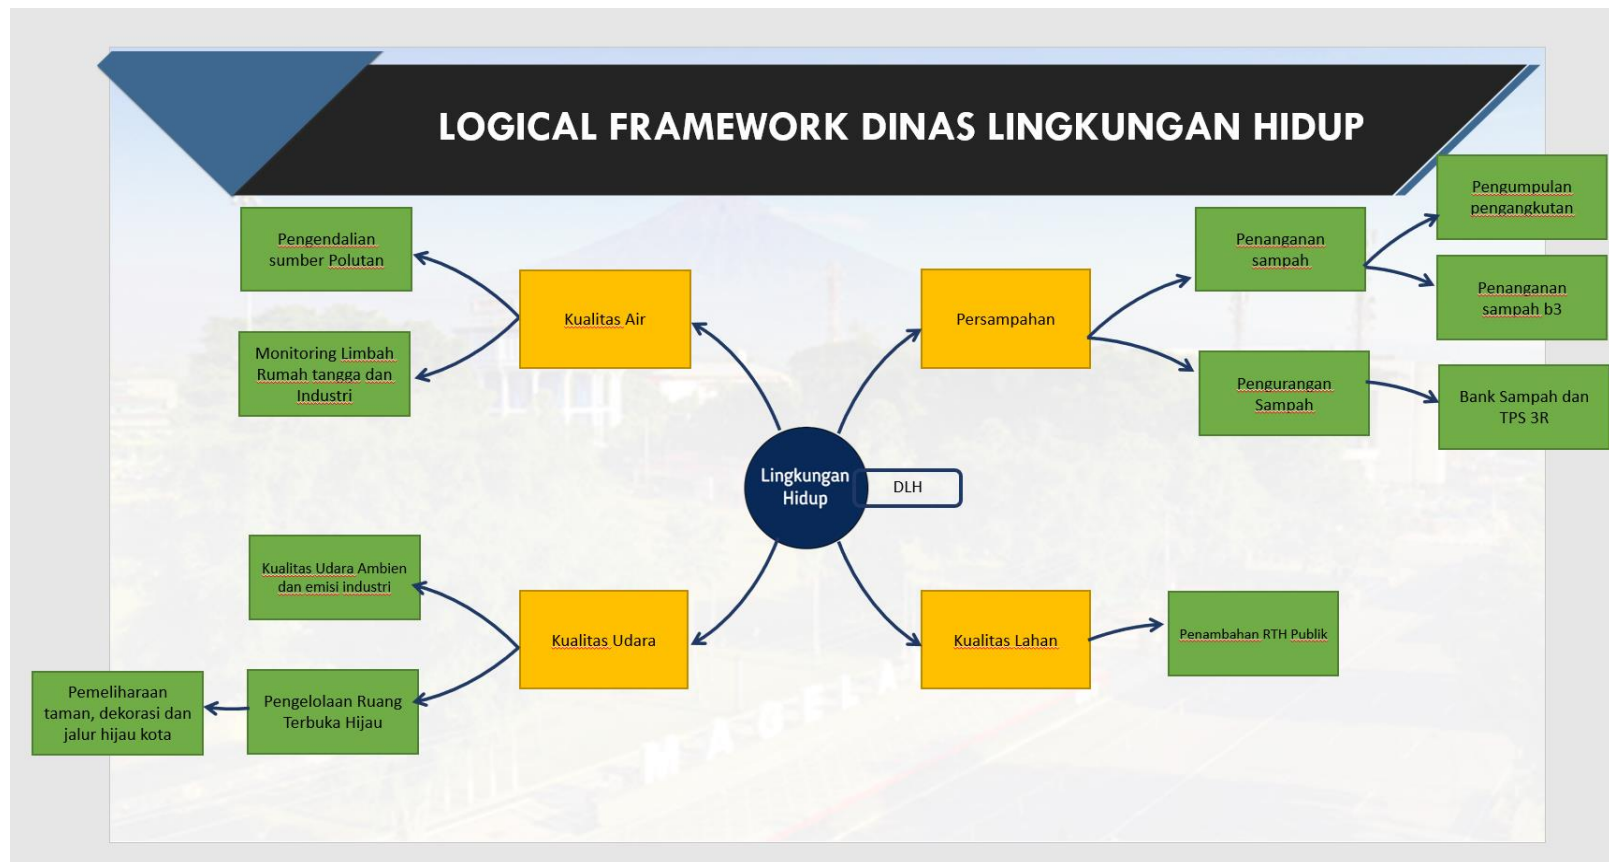 LOGICAL FRAMEWORK DINAS LINGKUNGAN HIDUP
Pengendalian
sumber Polutan
Monitoring Limbah
Rumah tangga dan
Industri
Kualitas Air
Persampahan
Penanganan
sampah
Pengumpulan
pengangkutan
Penanganan
sampah b3
Pengurangan
Sampah
Bank Sampah dan
TPS 3R
Lingkungan
Hidup
DLH
Kualitas Udara Ambien
dan emisi industri
Kualitas Udara
Pengelolaan Ruang
Terbuka Hijau
Pemeliharaan
taman, dekorasi dan
jalur hijau kota
Kualitas Lahan
Penambahan RTH Publik
MAGELA